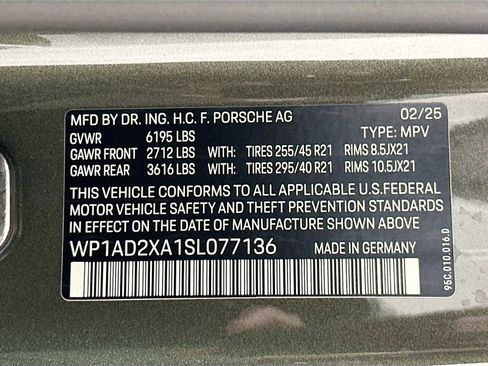 MFD BY DR. ING. H.C. F. PORSCHE AG 02/25
GVWR 6195 LBS TYPE: MPV
GAWR FRONT 2712 LBS WITH: TIRES 255/45 R21 RIMS 8.5JX21
GAWR REAR 3616 LBS WITH: TIRES 295/40 R21 RIMS 10.5JX21
THIS VEHICLE CONFORMS TO ALL APPLICABLE U.S.FEDERAL
MOTOR VEHICLE SAFETY AND THEFT PREVENTION STANDARDS
IN EFFECT ON THE DATE OF MANUFACTURE SHOWN ABOVE
WP1AD2XA1SL077136 MADE IN GERMANY
95C.010.016.D